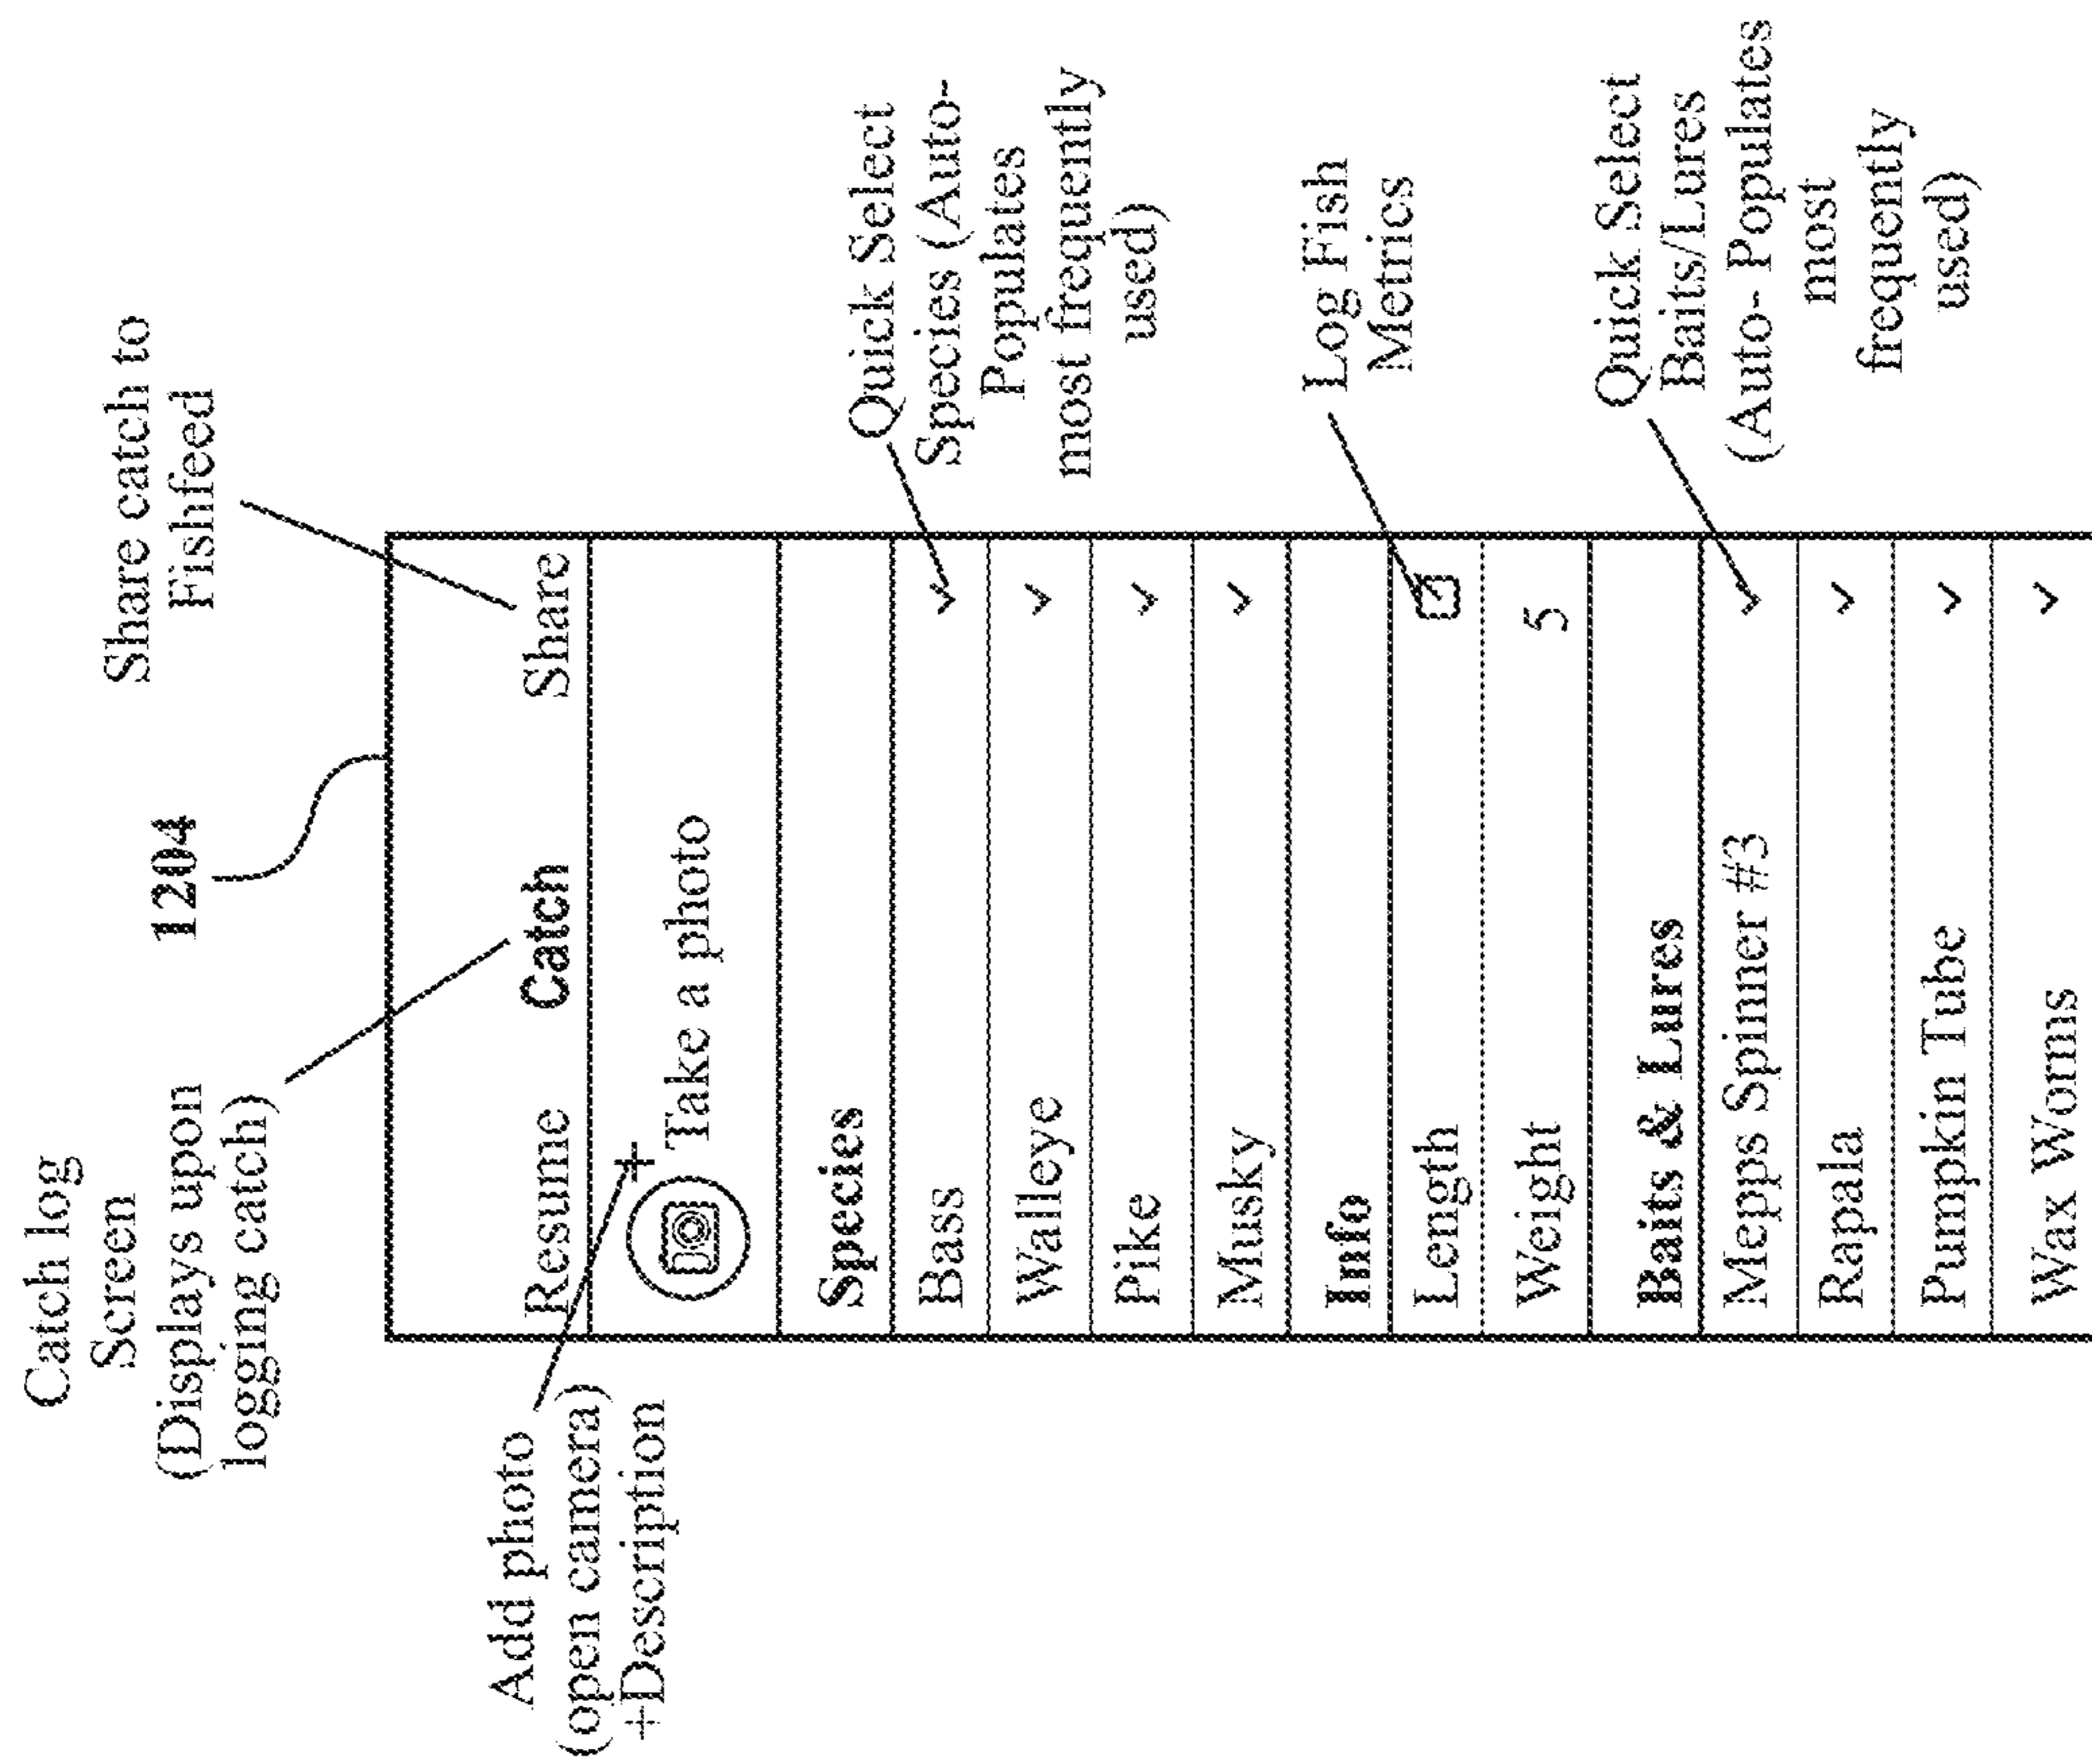 Catch log
Screen
(Displays upon
logging catch)
1204
Share catch to
Fishfeed
Add photo
(open camera)
+Description
Resume Catch Share
+
Take a photo
Species
Bass
Walleye
Pike
Musky
Quick Select
Species (Auto-
Populates
most frequently
used)
Info
Length
Weight 5
Log Fish
Metrics
Baits & Lures
Mepps Spinner #3
Rapala
Pumpkin Tube
Wax Worms
Quick Select
Baits/Lures
(Auto- Populates
most
frequently
used)